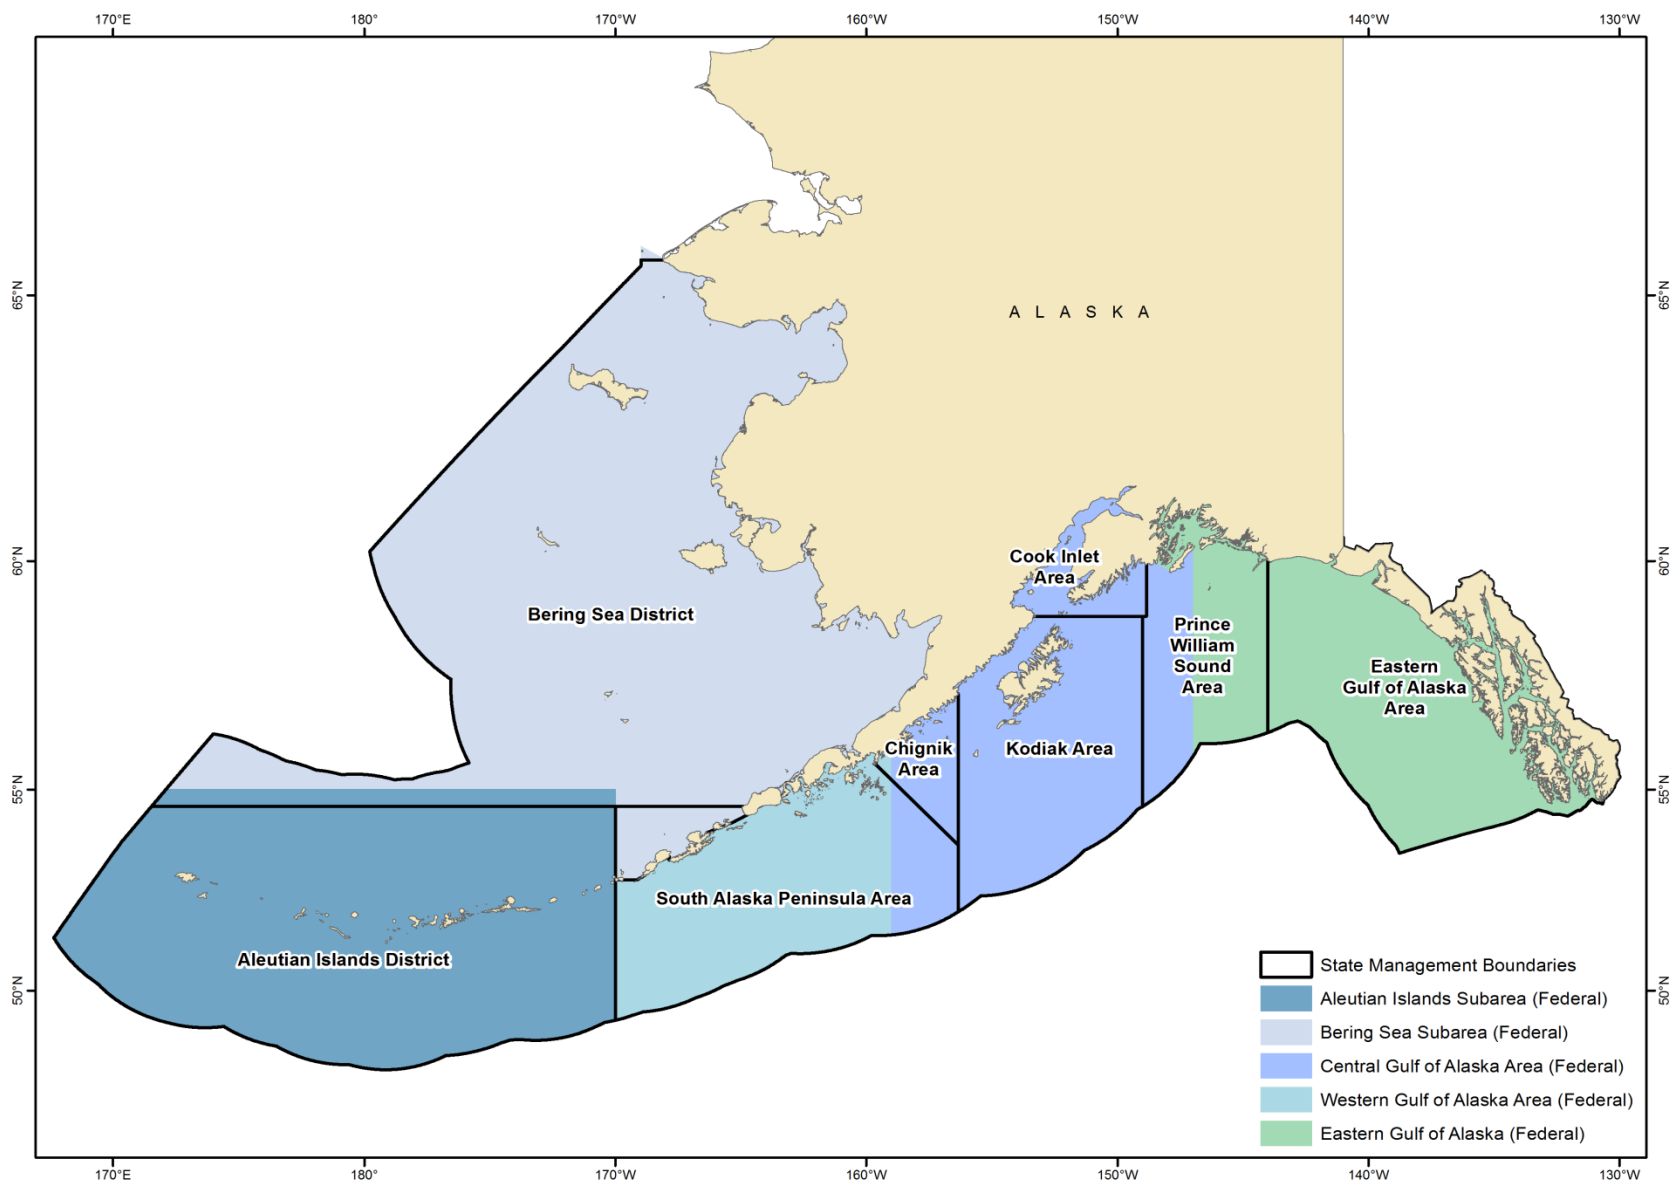 170°E 180° 170°W 160°W 150°W 140°W 130°W
65°N 65°N
A L A S K A
60°N 60°N
Cook Inlet
Area
Bering Sea District
Prince
William
Sound
Area
Eastern
Gulf of Alaska
Area
Chignik
Area
Kodiak Area
55°N 55°N
South Alaska Peninsula Area
Aleutian Islands District
50°N 50°N
State Management Boundaries
Aleutian Islands Subarea (Federal)
Bering Sea Subarea (Federal)
Central Gulf of Alaska Area (Federal)
Western Gulf of Alaska Area (Federal)
Eastern Gulf of Alaska (Federal)
170°E 180° 170°W 160°W 150°W 140°W 130°W